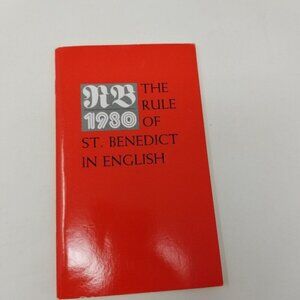 RB THE
RULE
1980 OF
ST. BENEDICT
IN ENGLISH